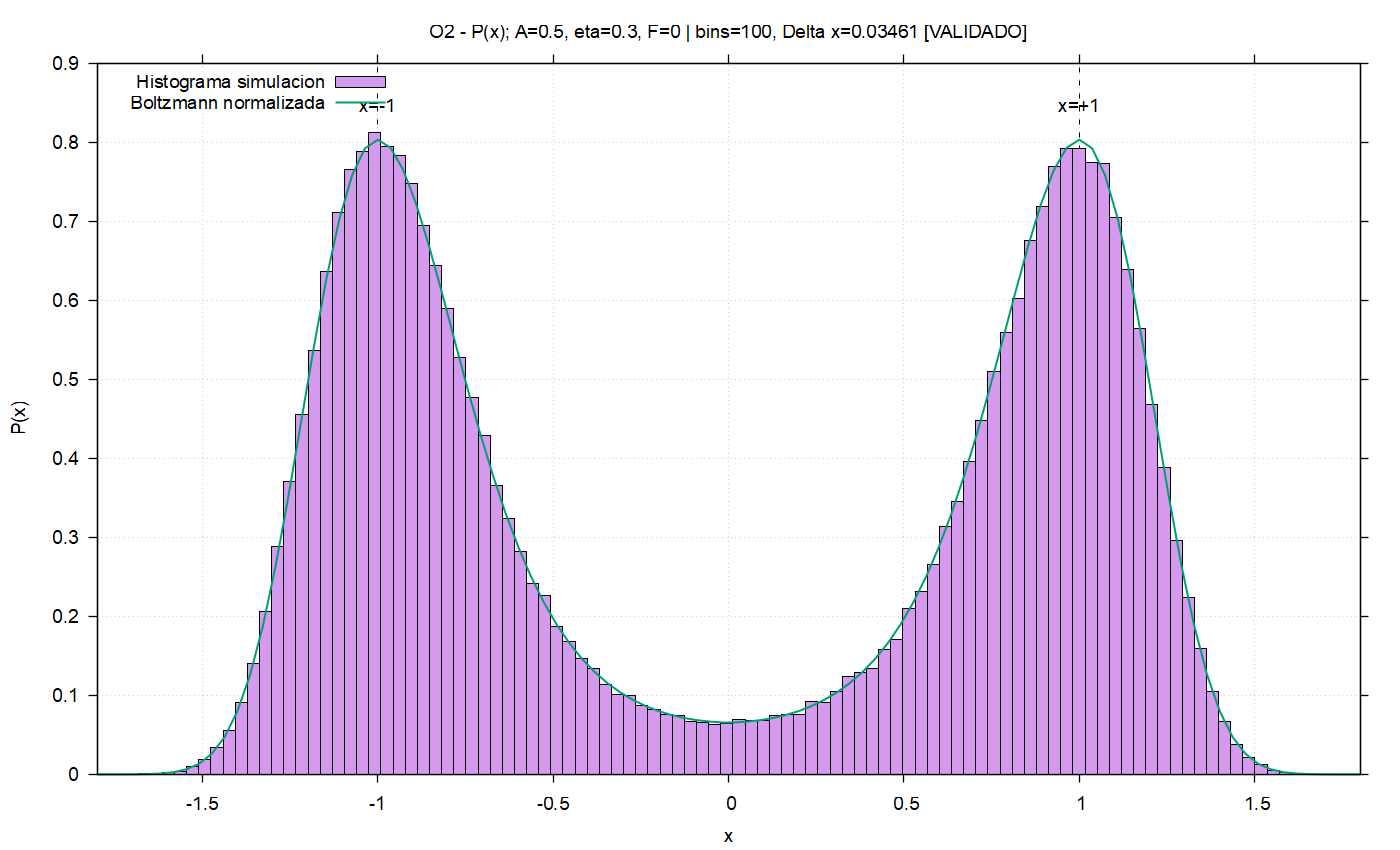 O2 - P(x); A=0.5, eta=0.3, F=0 | bins=100, Delta x=0.03461 [VALIDADO]
Histograma simulacion
Boltzmann normalizada
x=-1
x=+1
0.9
0.8
0.7
0.6
0.5
0.4
0.3
0.2
0.1
0
P(x)
-1.5 -1 -0.5 0 0.5 1 1.5
x